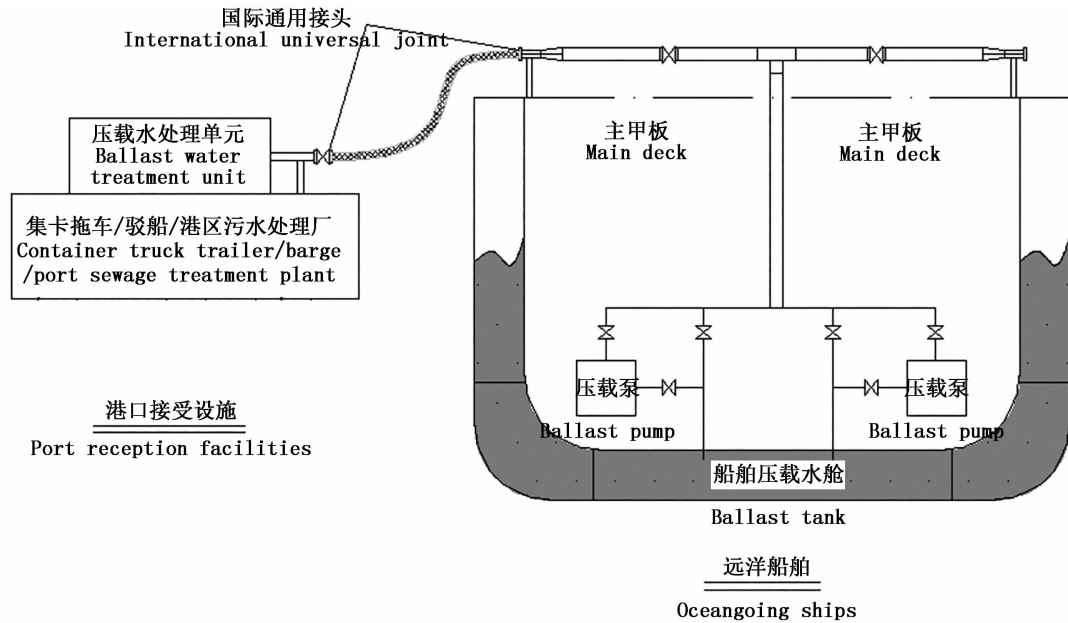 国际通用接头
International universal joint
压载水处理单元
Ballast water
treatment unit
集卡拖车/驳船/港区污水处理厂
Container truck trailer/barge
/port sewage treatment plant
港口接受设施
Port reception facilities
主甲板
Main deck
主甲板
Main deck
压载泵
Ballast pump
压载泵
Ballast pump
船舶压载水舱
Ballast tank
远洋船舶
Oceangoing ships